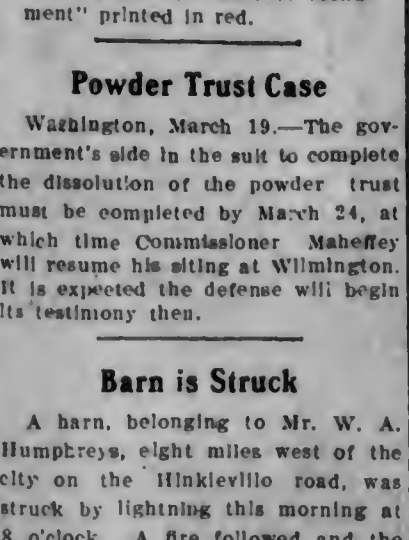 ment" printed in red.
Powder Trust Case
Washington, March 19.—The gov-
ernment's side in the suit to complete
the dissolution of the powder trust
must be completed by March 24, at
which time Commissioner Maheffey
will resume his siting at Wilmington.
It is expected the defense will begin
its testimony then.
Barn is Struck
A barn, belonging to Mr. W. A.
Humphreys, eight miles west of the
city on the Hinkleville road, was
struck by lightning this morning at
8 o'clock. A fire followed and the